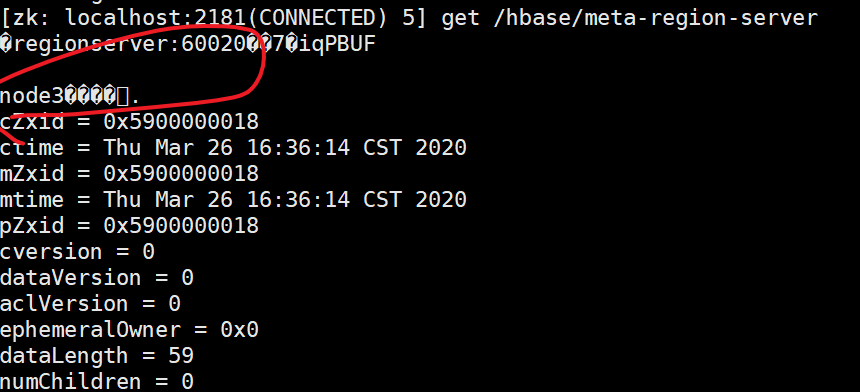 [zk: localhost:2181(CONNECTED) 5] get /hbase/meta-region-server
�regionserver:60020��7�iqPBUF
node3����.
cZxid = 0x5900000018
ctime = Thu Mar 26 16:36:14 CST 2020
mZxid = 0x5900000018
mtime = Thu Mar 26 16:36:14 CST 2020
pZxid = 0x5900000018
cversion = 0
dataVersion = 0
aclVersion = 0
ephemeralOwner = 0x0
dataLength = 59
numChildren = 0